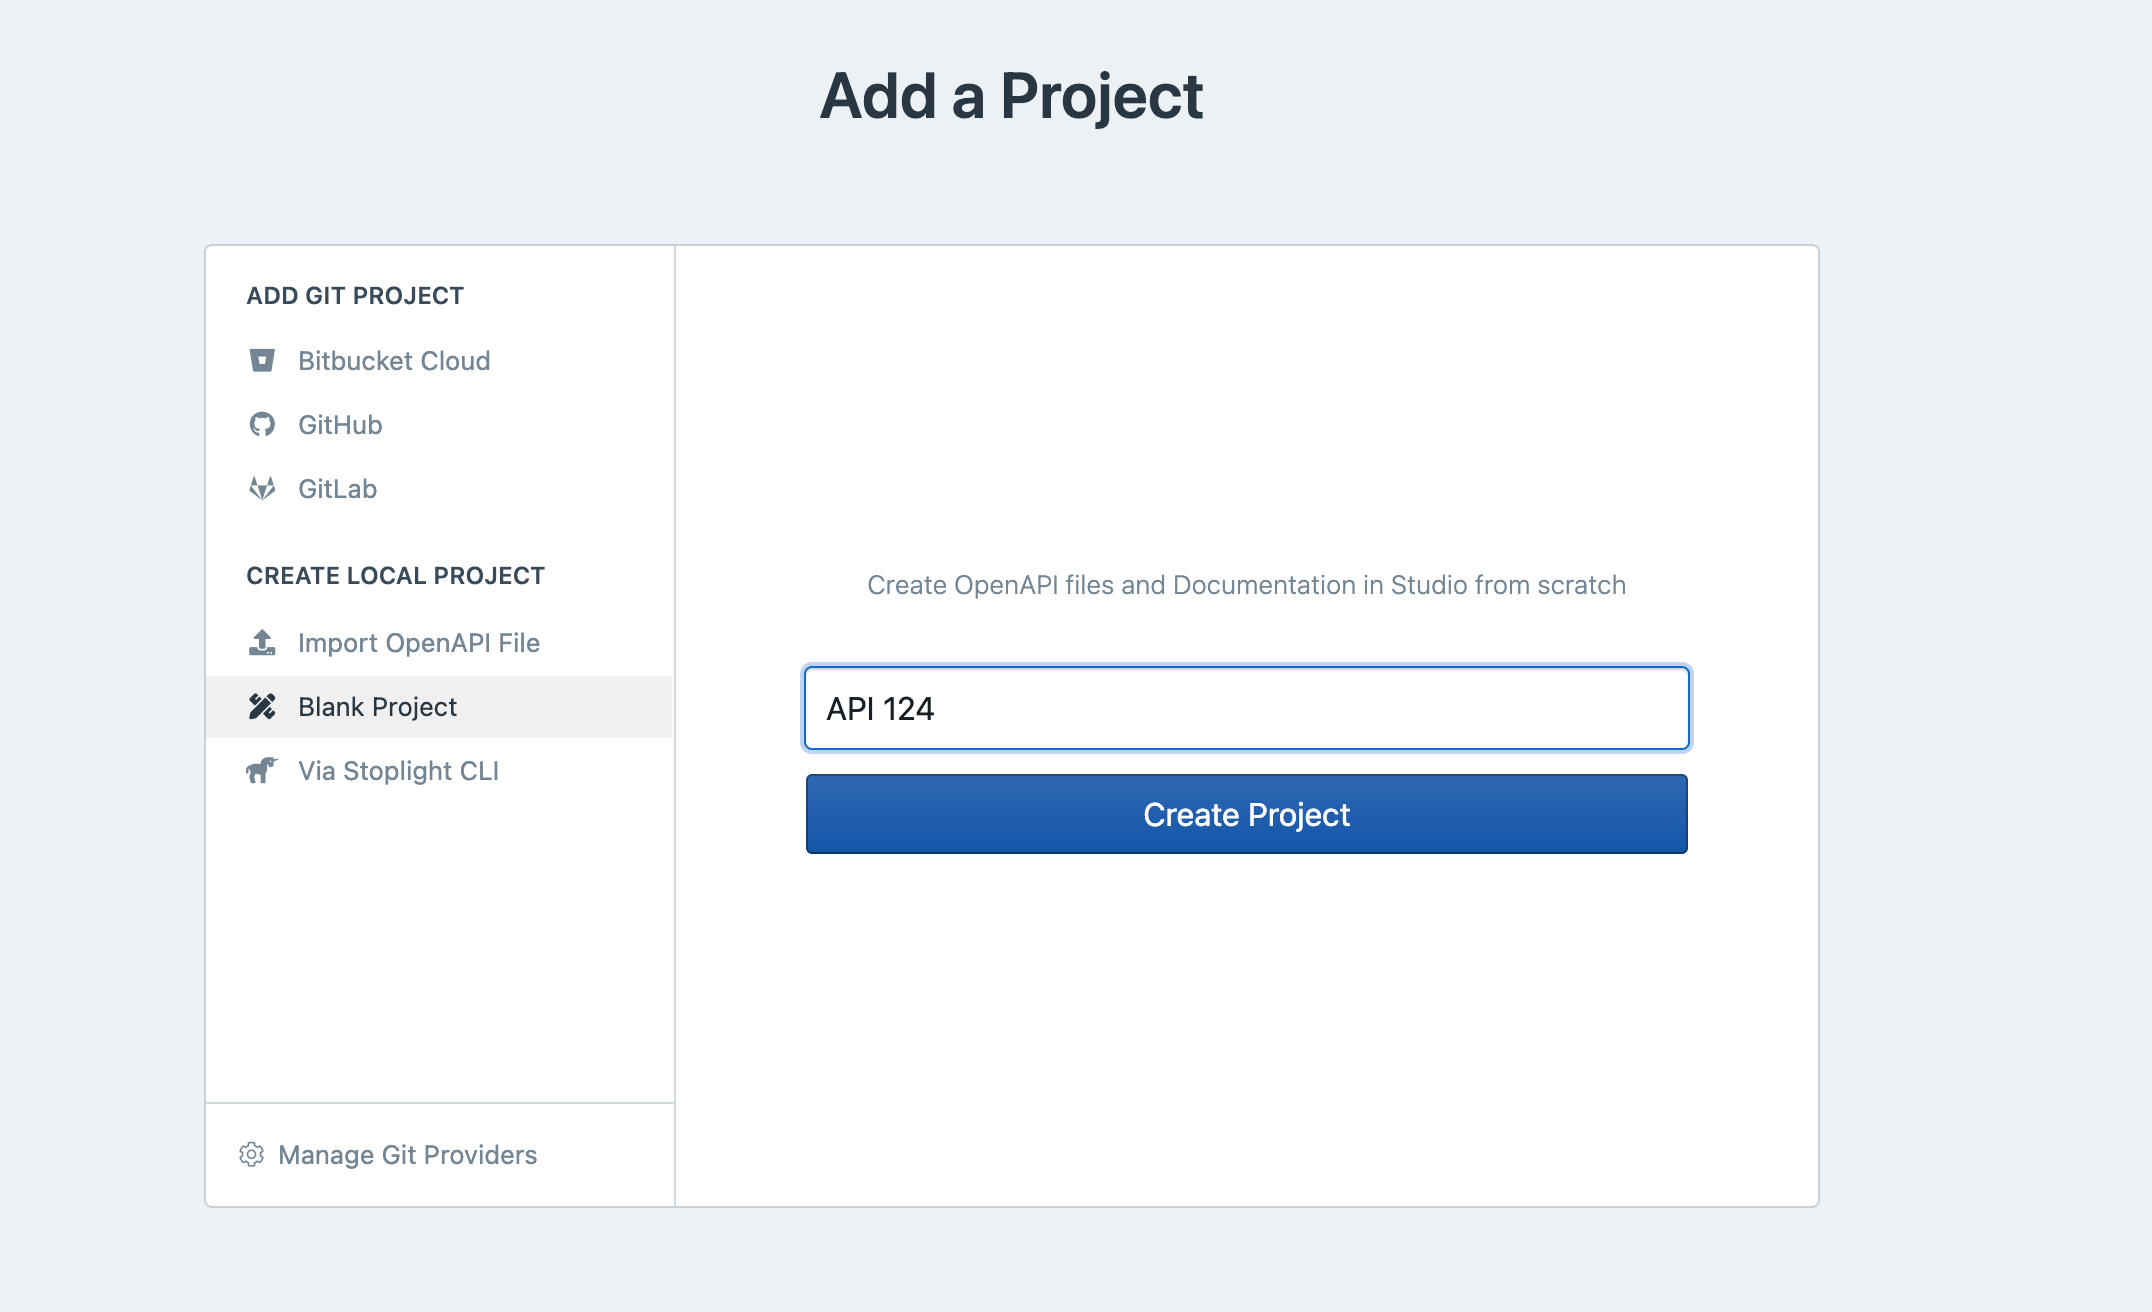 Add a Project
ADD GIT PROJECT
Bitbucket Cloud
GitHub
GitLab
CREATE LOCAL PROJECT
Import OpenAPI File
Blank Project
Via Stoplight CLI
Manage Git Providers
Create OpenAPI files and Documentation in Studio from scratch
API 124
Create Project